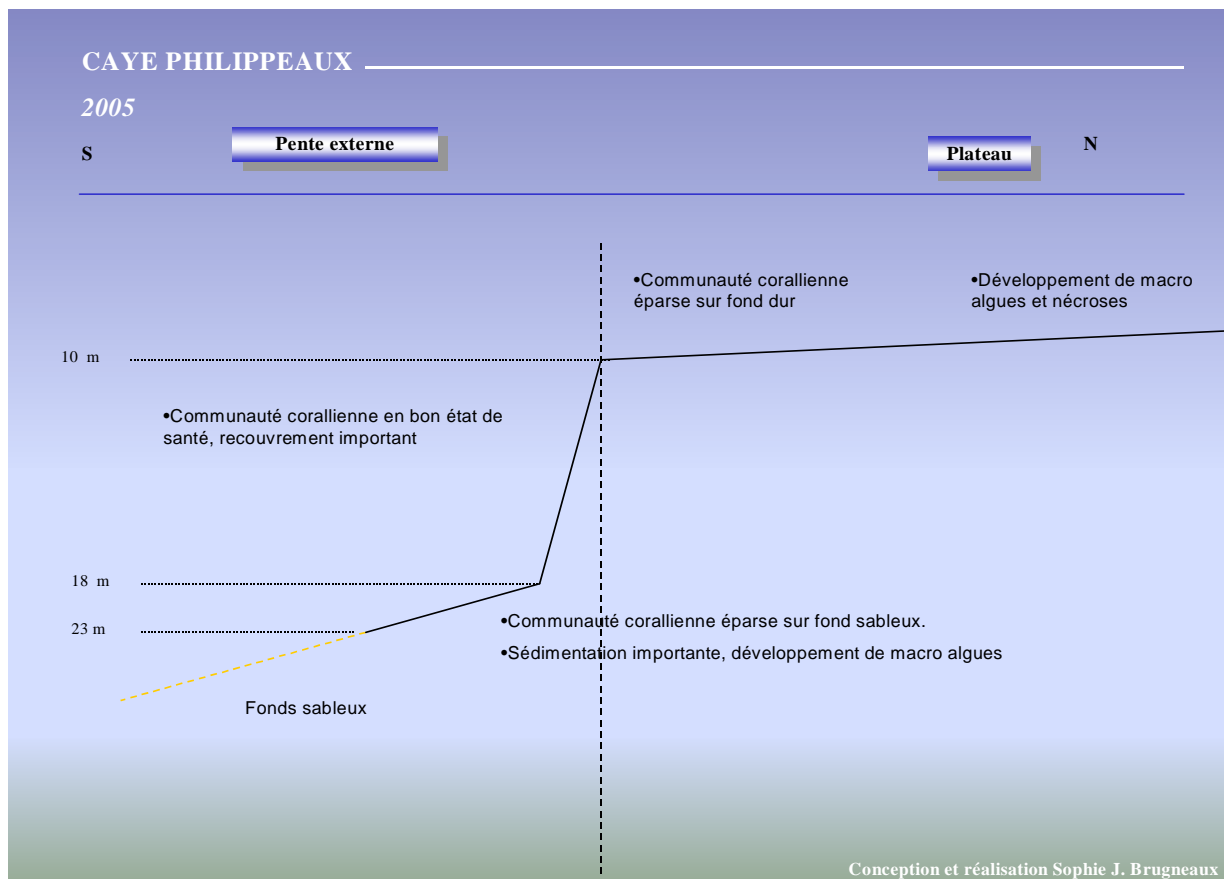 CAYE PHILIPPEAUX
2005
S
Pente externe
Plateau
N
•Communauté corallienne
éparse sur fond dur
•Développement de macro
algues et nécroses
10 m
•Communauté corallienne en bon état de
santé, recouvrement important
18 m
23 m
•Communauté corallienne éparse sur fond sableux.
•Sédimentation importante, développement de macro algues
Fonds sableux
Conception et réalisation Sophie J. Brugneaux